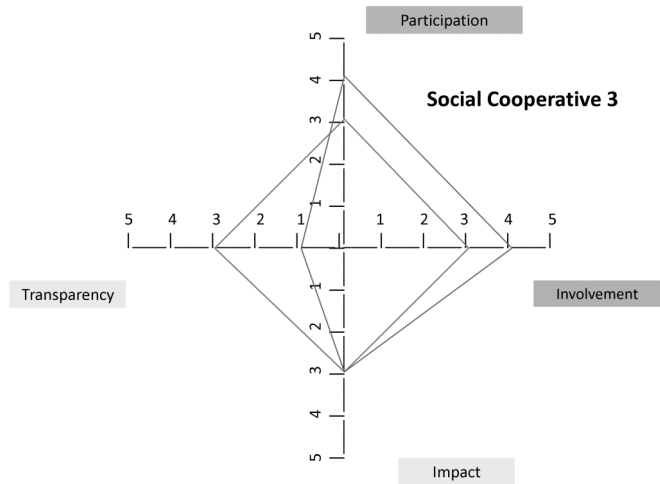 Participation
5
4
Social Cooperative 3
3
2
1
5 4 3 2 1 1 2 3 4 5
1
Transparency
Involvement
2
3
4
5
Impact